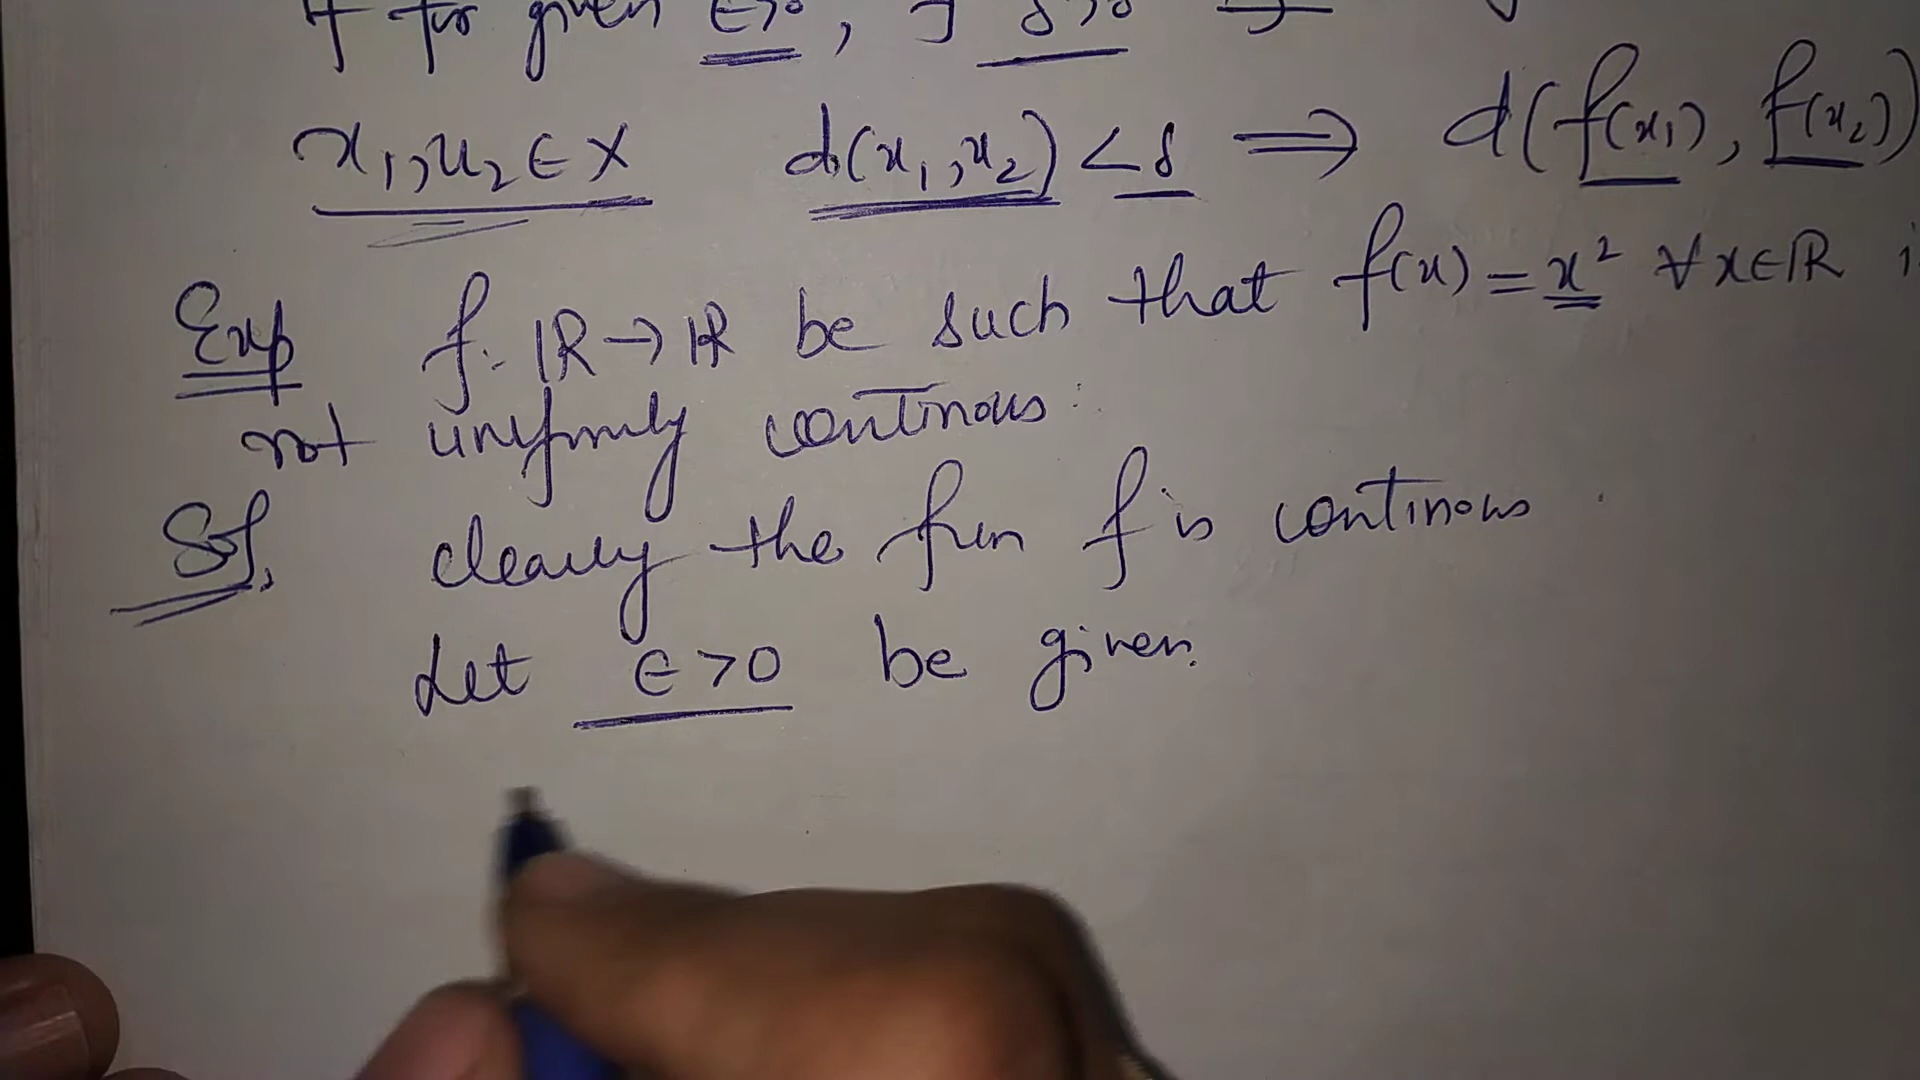 if for given ε>0, ∃ δ>0
x₁,x₂ ∈ X d(x₁,x₂) < δ ⟹ d(f(x₁), f(x₂))
Exp f: ℝ→ℝ be such that f(x) = x² ∀x∈ℝ i
not uniformly continous.
Sol. clearly the fun f is continous.
Let ε>0 be given.